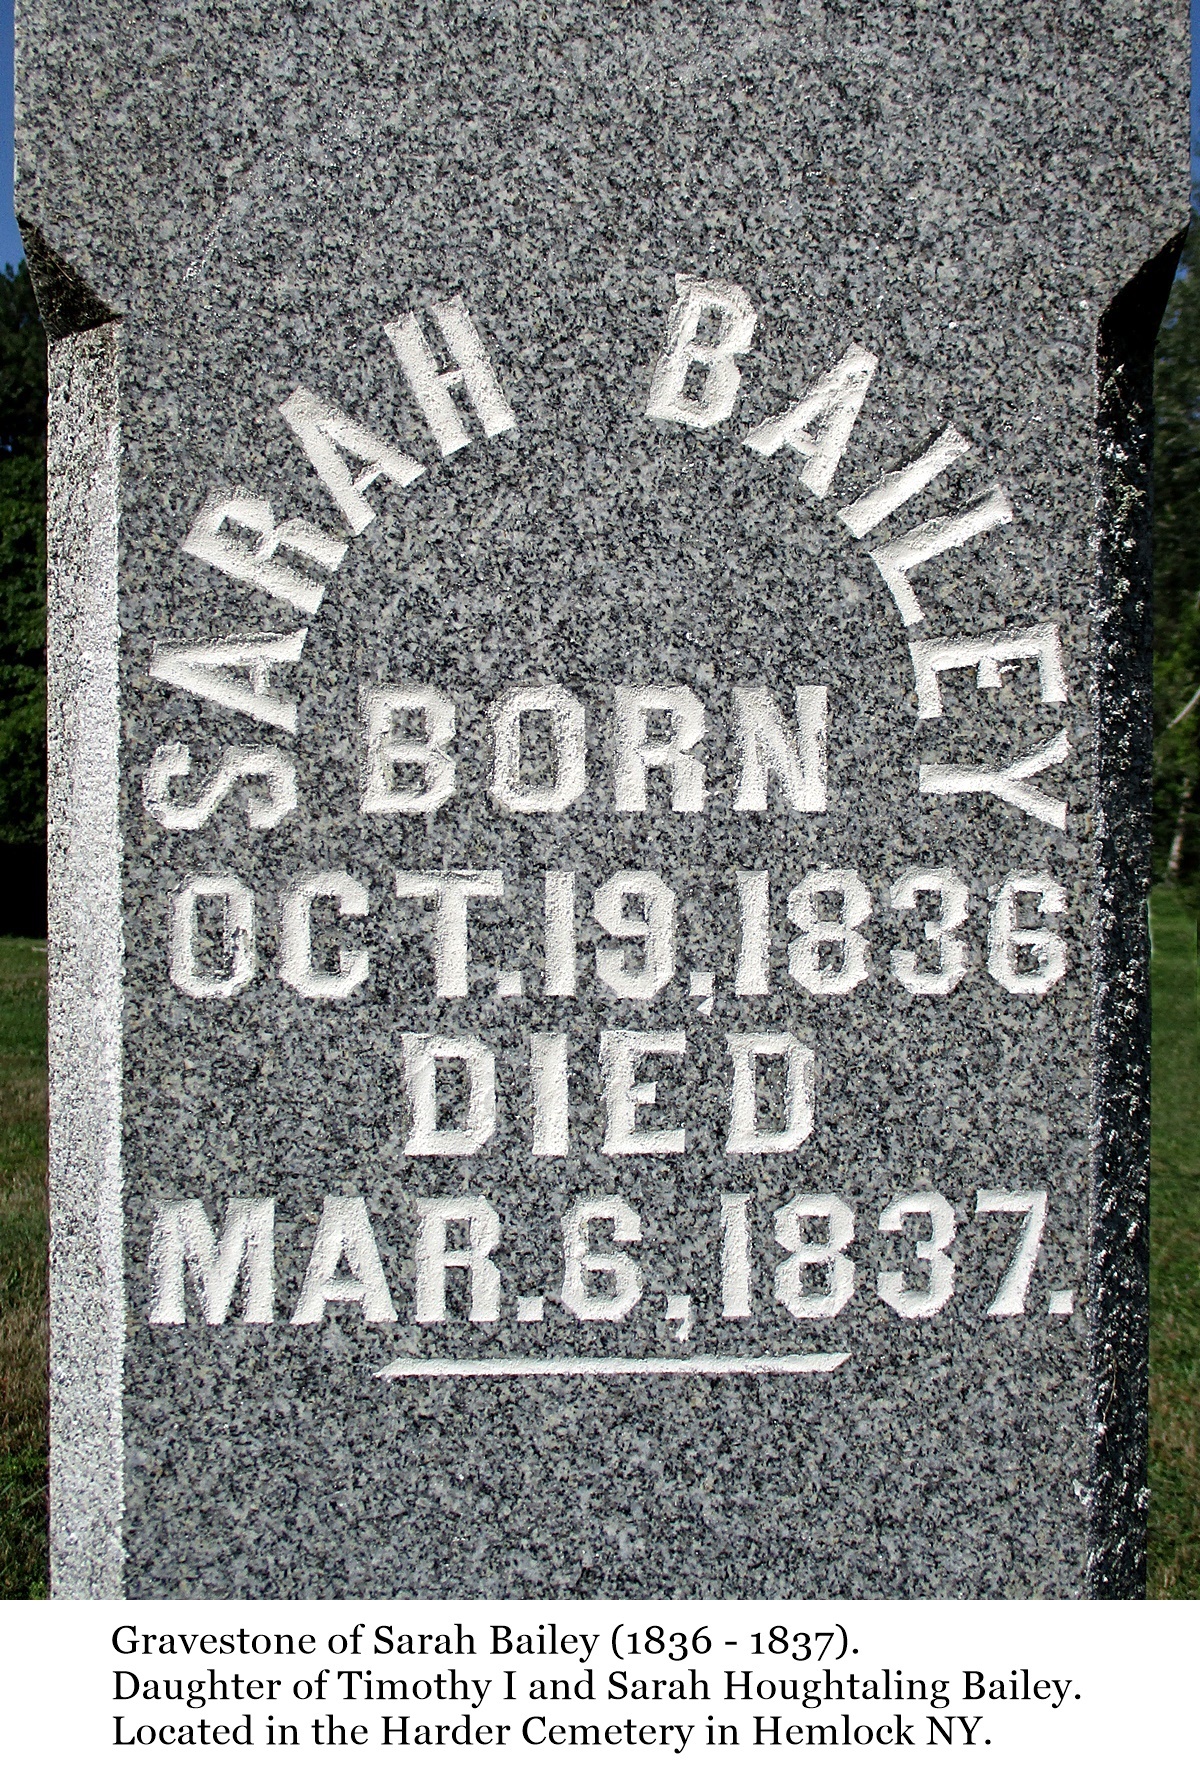 SARAH BAILEY
BORN
OCT. 19, 1836
DIED
MAR. 6, 1837.
Gravestone of Sarah Bailey (1836 - 1837).
Daughter of Timothy I and Sarah Houghtaling Bailey.
Located in the Harder Cemetery in Hemlock NY.